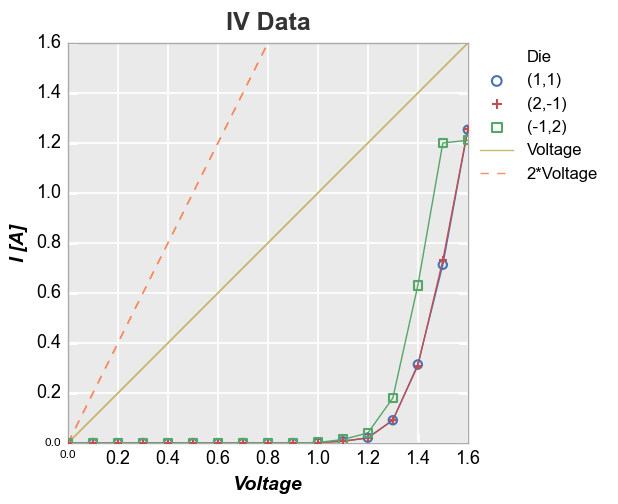 IV Data
1.6
1.4
1.2
1.0
0.8
0.6
0.4
0.2
0.0
I [A]
0.0 0.2 0.4 0.6 0.8 1.0 1.2 1.4 1.6
Voltage
Die
(1,1)
(2,-1)
(-1,2)
Voltage
2*Voltage